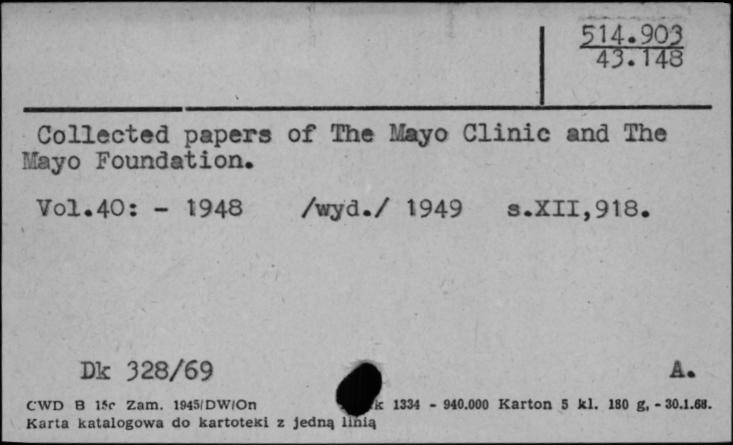 514.903
43.148
Collected papers of The Mayo Clinic and The
Mayo Foundation.
Vol.40: - 1948 /wyd./ 1949 s.XII,918.
Dk 328/69 A.
CWD B 15c Zam. 1945/DW/On k 1334 - 940.000 Karton 5 kl. 180 g, - 30.1.68.
Karta katalogowa do kartoteki z jedną linią